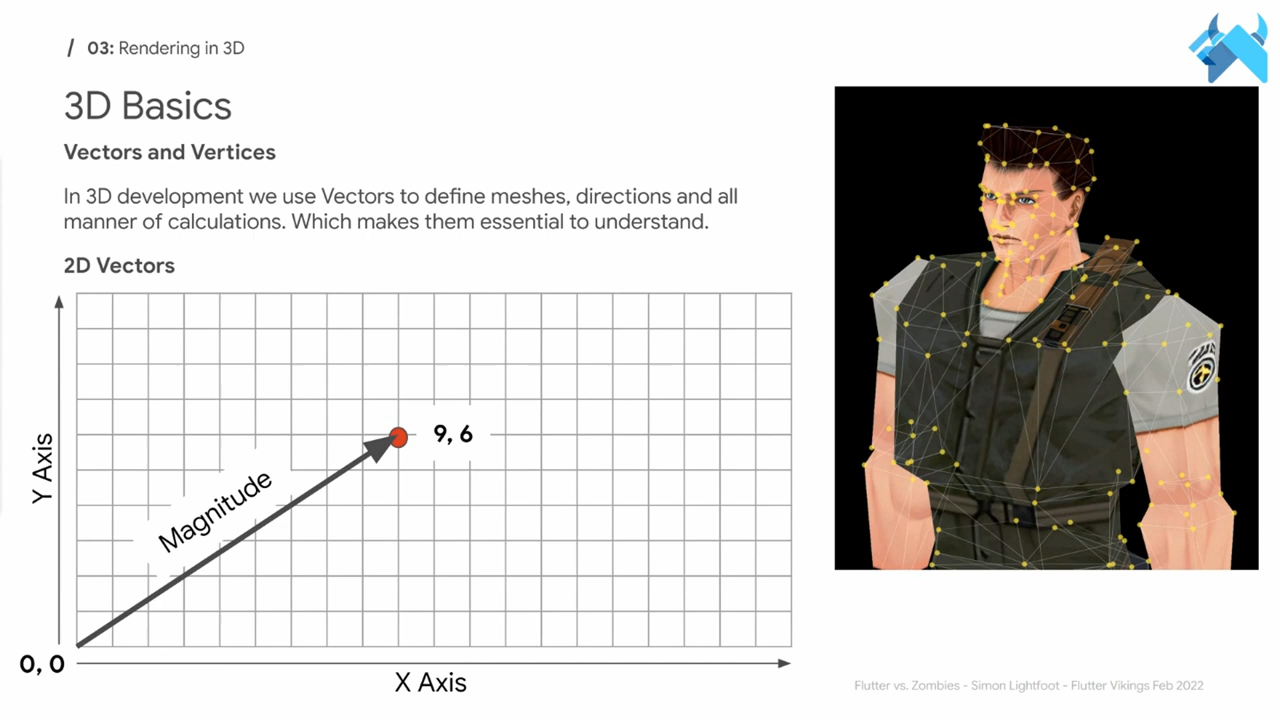 / 03: Rendering in 3D
3D Basics
Vectors and Vertices
In 3D development we use Vectors to define meshes, directions and all
manner of calculations. Which makes them essential to understand.
2D Vectors
Y Axis
Magnitude
9, 6
0, 0
X Axis
Flutter vs. Zombies - Simon Lightfoot - Flutter Vikings Feb 2022